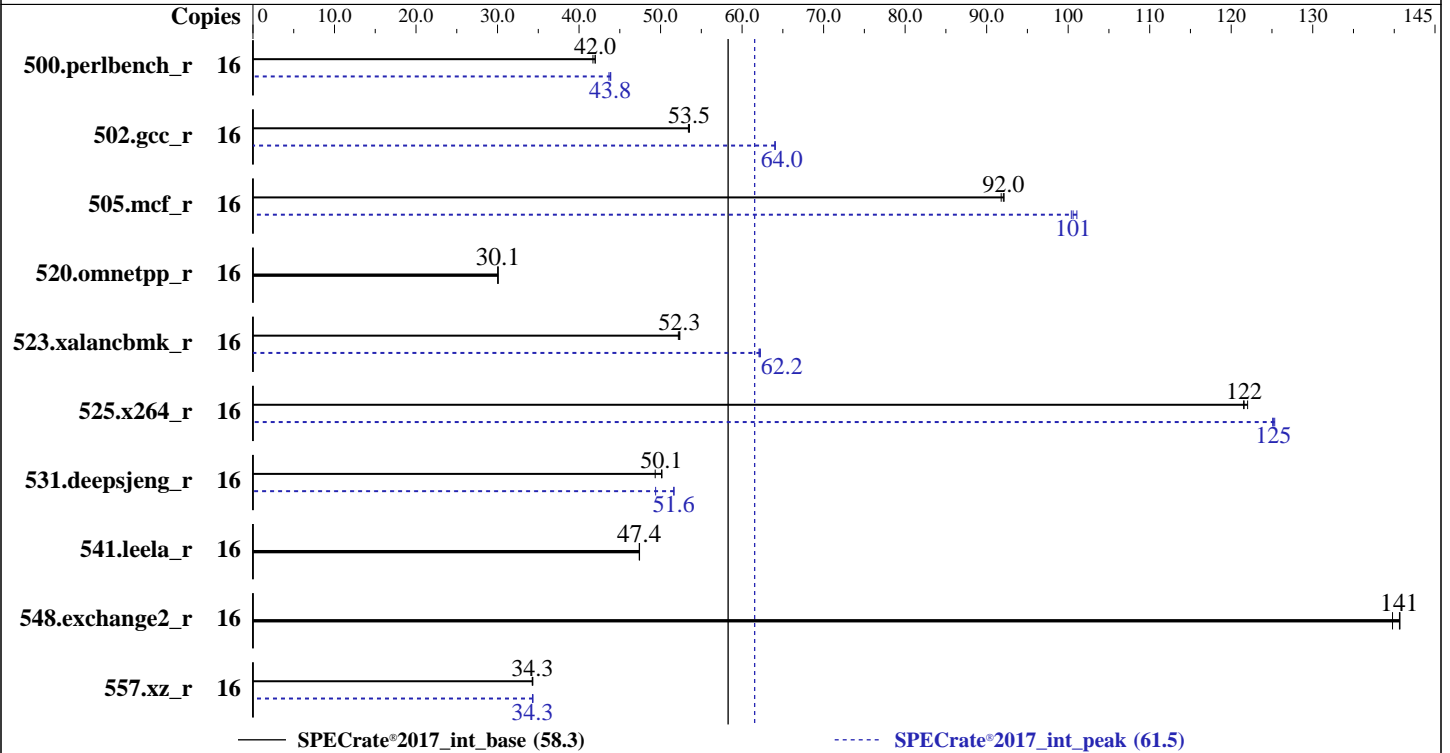 Copies 0 10.0 20.0 30.0 40.0 50.0 60.0 70.0 80.0 90.0 100 110 120 130 145
42.0
500.perlbench_r 16
43.8
53.5
502.gcc_r 16
64.0
92.0
505.mcf_r 16
101
30.1
520.omnetpp_r 16
52.3
523.xalancbmk_r 16
62.2
122
525.x264_r 16
125
50.1
531.deepsjeng_r 16
51.6
47.4
541.leela_r 16
141
548.exchange2_r 16
34.3
557.xz_r 16
34.3
SPECrate®2017_int_base (58.3) SPECrate®2017_int_peak (61.5)